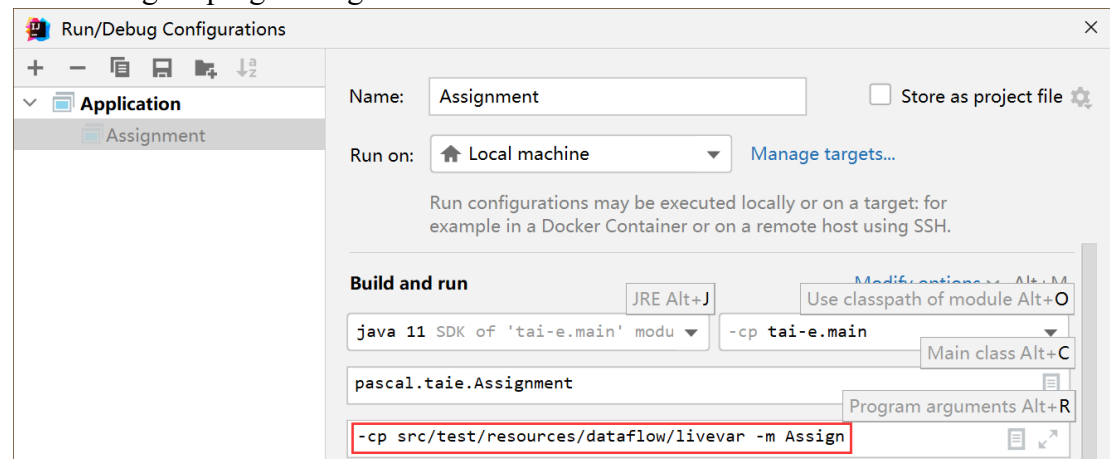 Run/Debug Configurations
Application
Assignment
Name: Assignment Store as project file
Run on: Local machine Manage targets...
Run configurations may be executed locally or on a target: for
example in a Docker Container or on a remote host using SSH.
Build and run Modify options Alt+M
JRE Alt+J Use classpath of module Alt+O
java 11 SDK of 'tai-e.main' modu -cp tai-e.main
Main class Alt+C
pascal.taie.Assignment
Program arguments Alt+R
-cp src/test/resources/dataflow/livevar -m Assign